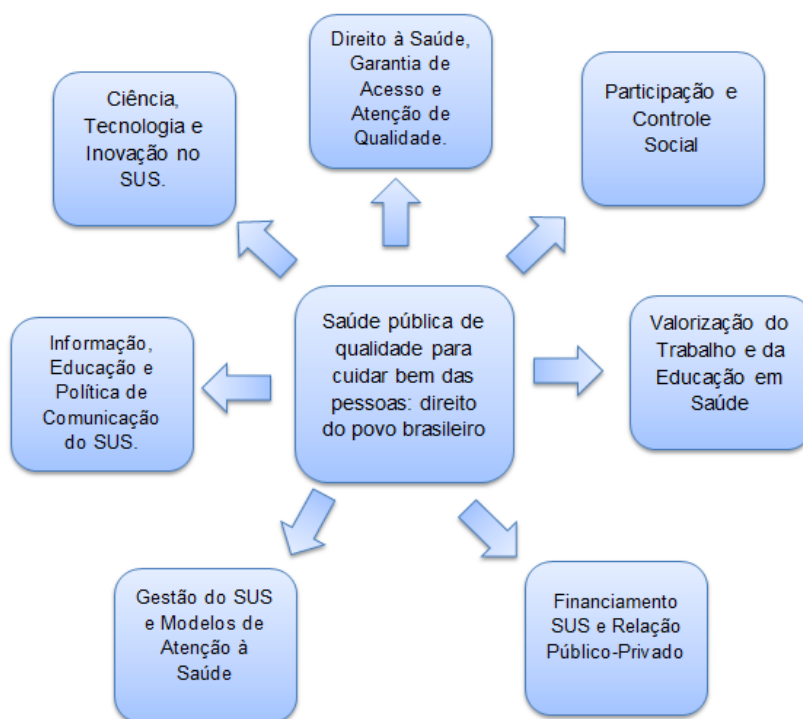 Direito à Saúde,
Garantia de
Acesso e
Atenção de
Qualidade.
Ciência,
Tecnologia e
Inovação no
SUS.
Participação e
Controle
Social
Saúde pública de
qualidade para
cuidar bem das
pessoas: direito
do povo brasileiro
Informação,
Educação e
Política de
Comunicação
do SUS.
Valorização do
Trabalho e da
Educação em
Saúde
Gestão do SUS
e Modelos de
Atenção à
Saúde
Financiamento
SUS e Relação
Público-Privado